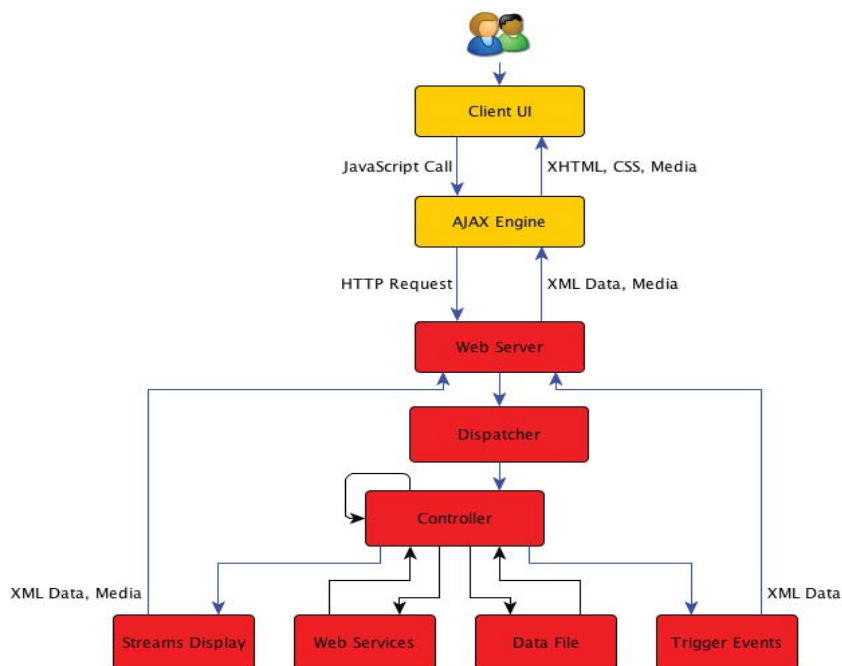 Client UI
JavaScript Call
XHTML, CSS, Media
AJAX Engine
HTTP Request
XML Data, Media
Web Server
Dispatcher
Controller
XML Data, Media
XML Data
Streams Display
Web Services
Data File
Trigger Events